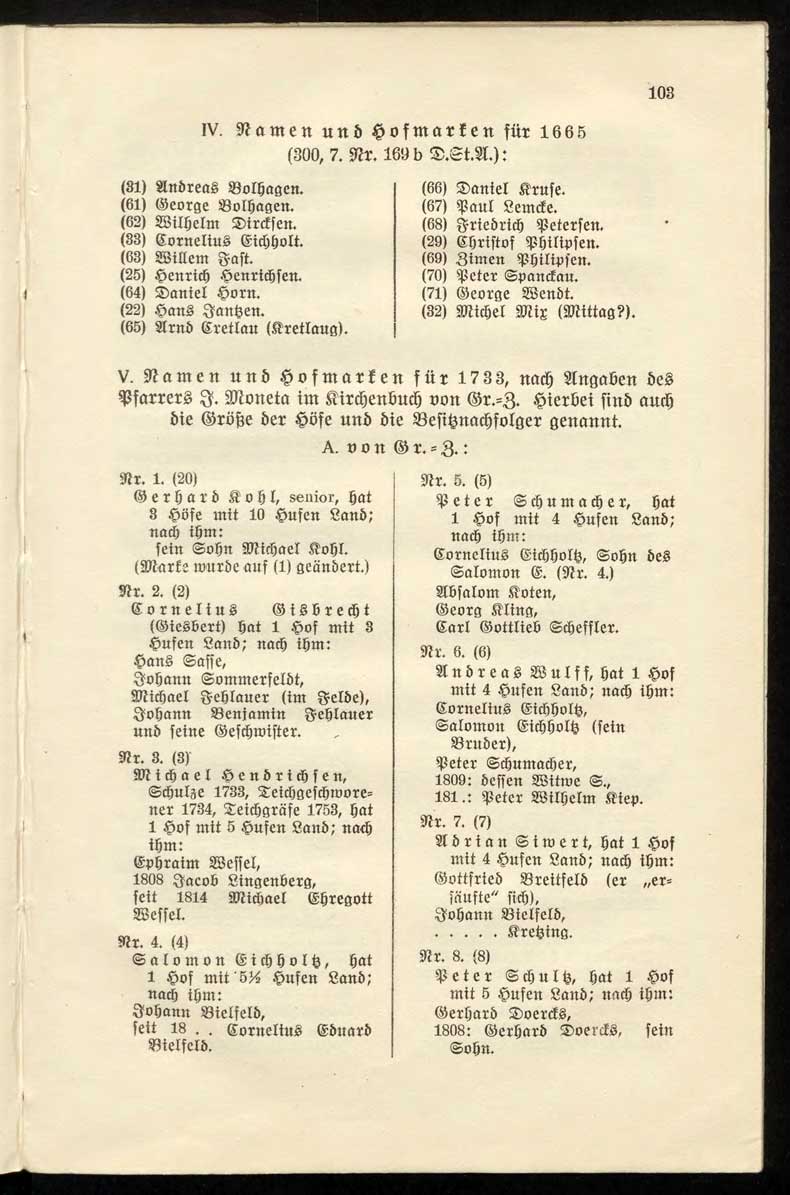 103
IV. Namen und Hofmarken für 1665
(300, 7. Nr. 169 b D.St.A.):
(31) Andreas Bolhagen.
(61) George Bolhagen.
(62) Wilhelm Dircksen.
(33) Cornelius Eichholt.
(63) Willem Fast.
(25) Henrich Henrichsen.
(64) Daniel Horn.
(22) Hans Jantzen.
(65) Arnd Cretlau (Kretlaug).
(66) Daniel Kruse.
(67) Paul Lemcke.
(68) Friedrich Petersen.
(29) Christof Philipsen.
(69) Zimen Philipsen.
(70) Peter Spanckau.
(71) George Wendt.
(32) Michel Mix (Mittag?).
V. Namen und Hofmarken für 1733, nach Angaben des
Pfarrers J. Moneta im Kirchenbuch von Gr.-Z. Hierbei sind auch
die Größe der Höfe und die Besitznachfolger genannt.
A. von Gr.-Z.:
Nr. 1. (20)
Gerhard Kohl, senior, hat
3 Höfe mit 10 Hufen Land;
nach ihm:
sein Sohn Michael Kohl.
(Marke wurde auf (1) geändert.)
Nr. 2. (2)
Cornelius Gisbrecht
(Giesbert) hat 1 Hof mit 3
Hufen Land; nach ihm:
Hans Sasse,
Johann Sommerfeldt,
Michael Fehlauer (im Felde),
Johann Benjamin Fehlauer
und seine Geschwister.
Nr. 3. (3)
Michael Hendrichsen,
Schulze 1733, Teichgeschwore-
ner 1734, Teichgräfe 1753, hat
1 Hof mit 5 Hufen Land; nach
ihm:
Ephraim Wessel,
1808 Jacob Lingenberg,
seit 1814 Michael Ehregott
Wessel.
Nr. 4. (4)
Salomon Eichholtz, hat
1 Hof mit 5½ Hufen Land;
nach ihm:
Johann Bielfeld,
seit 18 . . Cornelius Eduard
Bielfeld.
Nr. 5. (5)
Peter Schumacher, hat
1 Hof mit 4 Hufen Land;
nach ihm:
Cornelius Eichholtz, Sohn des
Salomon E. (Nr. 4.)
Absalom Koten,
Georg Kling,
Carl Gottlieb Scheffler.
Nr. 6. (6)
Andreas Wulff, hat 1 Hof
mit 4 Hufen Land; nach ihm:
Cornelius Eichholtz,
Salomon Eichholtz (sein
Bruder),
Peter Schumacher,
1809: dessen Witwe S.,
181.: Peter Wilhelm Kiep.
Nr. 7. (7)
Adrian Siwert, hat 1 Hof
mit 4 Hufen Land; nach ihm:
Gottfried Breitfeld (er „er-
säufte“ sich),
Johann Bielfeld,
. . . . . Kretzing.
Nr. 8. (8)
Peter Schultz, hat 1 Hof
mit 5 Hufen Land; nach ihm:
Gerhard Doercks,
1808: Gerhard Doercks, sein
Sohn.